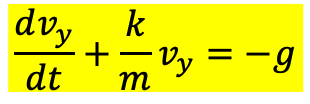 dv_y/dt + k/m v_y = -g